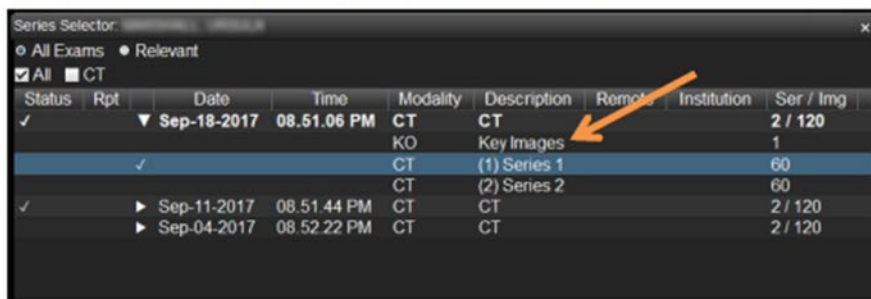 Series Selector:
All Exams Relevant
All CT
Status Rpt Date Time Modality Description Remote Institution Ser / Img
Sep-18-2017 08.51.06 PM CT CT 2 / 120
KO Key Images 1
CT (1) Series 1 60
CT (2) Series 2 60
Sep-11-2017 08.51.44 PM CT CT 2 / 120
Sep-04-2017 08.52.22 PM CT CT 2 / 120